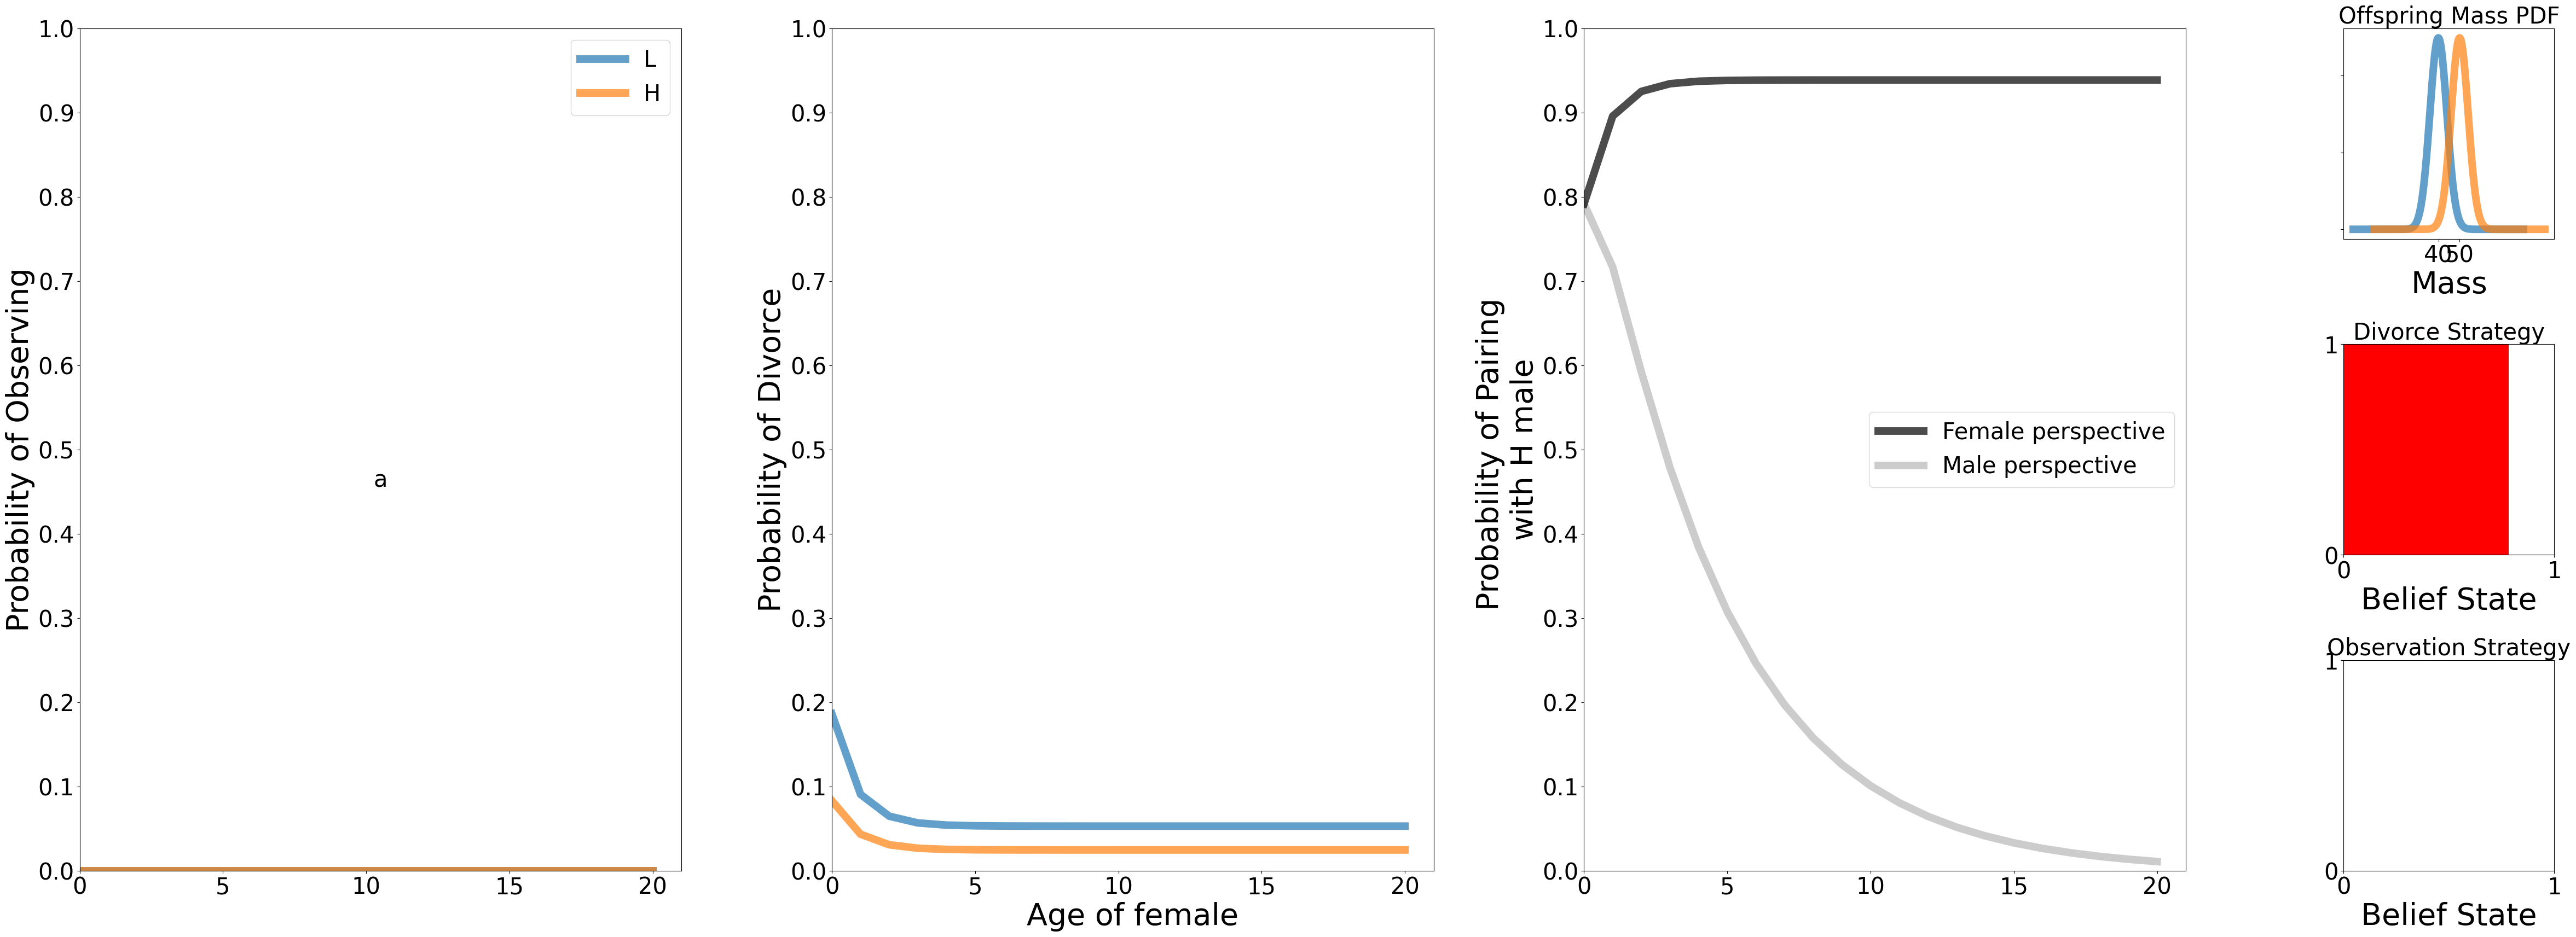 Probability of Observing
1.0
0.9
0.8
0.7
0.6
0.5
0.4
0.3
0.2
0.1
0.0
0 5 10 15 20
L
H
a
Probability of Divorce
1.0
0.9
0.8
0.7
0.6
0.5
0.4
0.3
0.2
0.1
0.0
0 5 10 15 20
Age of female
Probability of Pairing
with H male
1.0
0.9
0.8
0.7
0.6
0.5
0.4
0.3
0.2
0.1
0.0
0 5 10 15 20
Female perspective
Male perspective
Offspring Mass PDF
40 50
Mass
Divorce Strategy
1
0
0 1
Belief State
Observation Strategy
1
0
0 1
Belief State